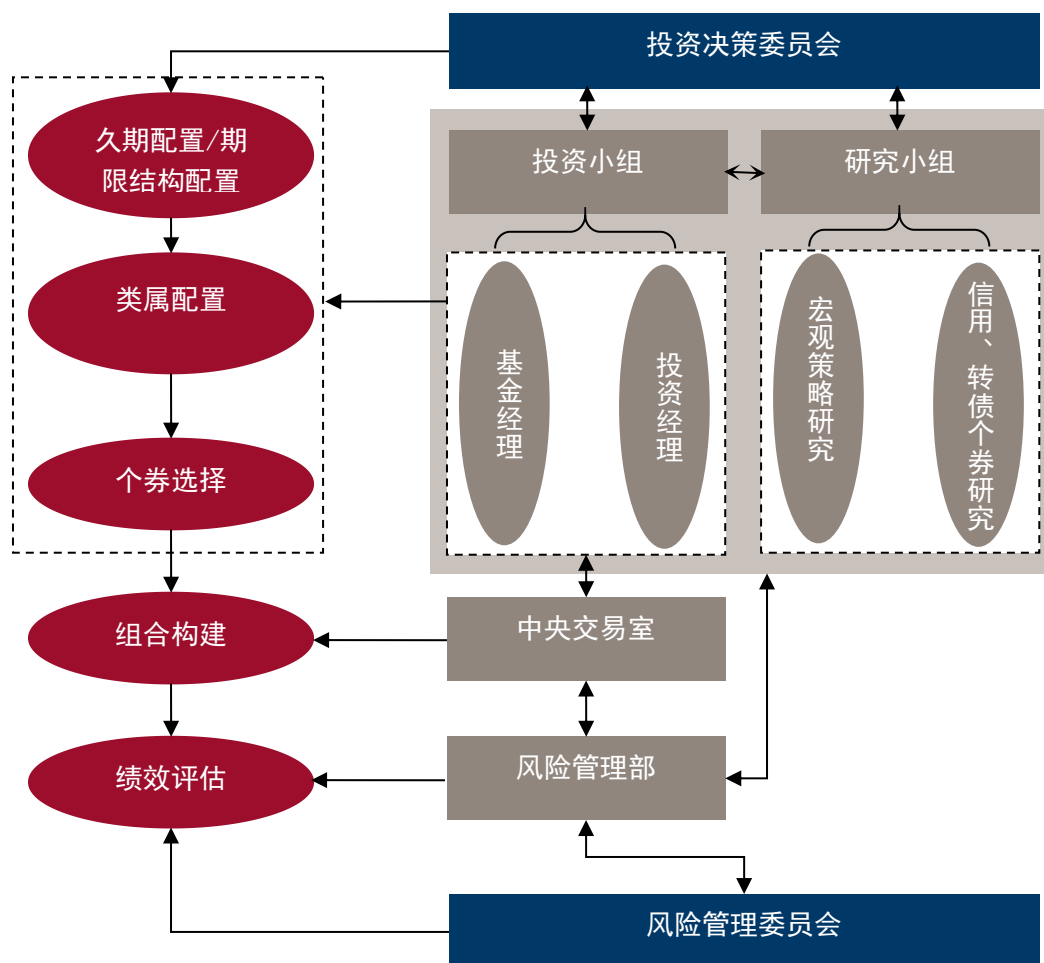 投资决策委员会
久期配置/期
限结构配置
投资小组
研究小组
类属配置
基金经理
投资经理
宏观策略研究
信用、转债个券研究
个券选择
组合构建
中央交易室
绩效评估
风险管理部
风险管理委员会